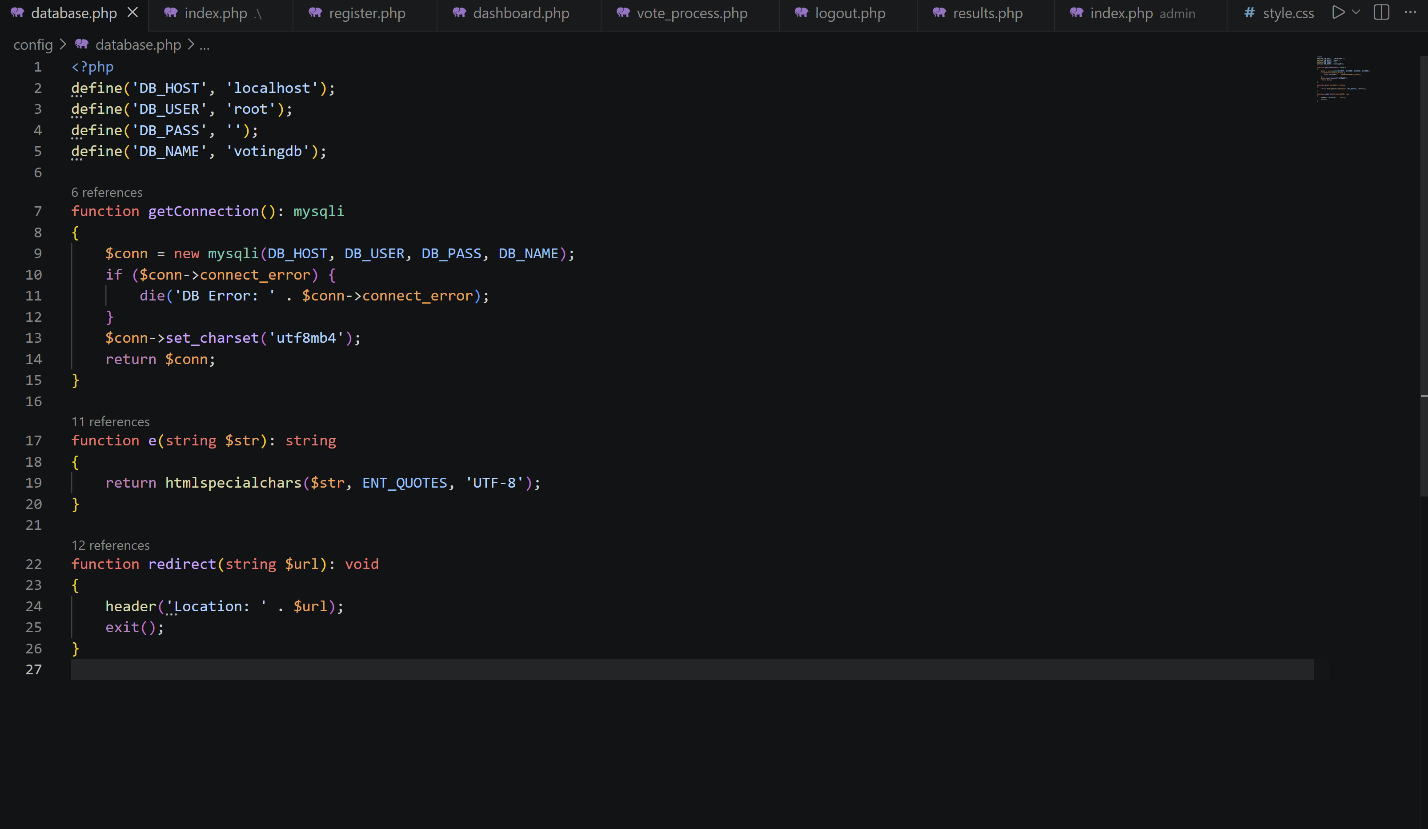 database.php index.php .\ register.php dashboard.php vote_process.php logout.php results.php index.php admin # style.css
config > database.php > ...
1 <?php
2 define('DB_HOST', 'localhost');
3 define('DB_USER', 'root');
4 define('DB_PASS', '');
5 define('DB_NAME', 'votingdb');
6
6 references
7 function getConnection(): mysqli
8 {
9     $conn = new mysqli(DB_HOST, DB_USER, DB_PASS, DB_NAME);
10     if ($conn->connect_error) {
11         die('DB Error: ' . $conn->connect_error);
12     }
13     $conn->set_charset('utf8mb4');
14     return $conn;
15 }
16
11 references
17 function e(string $str): string
18 {
19     return htmlspecialchars($str, ENT_QUOTES, 'UTF-8');
20 }
21
12 references
22 function redirect(string $url): void
23 {
24     header('Location: ' . $url);
25     exit();
26 }
27